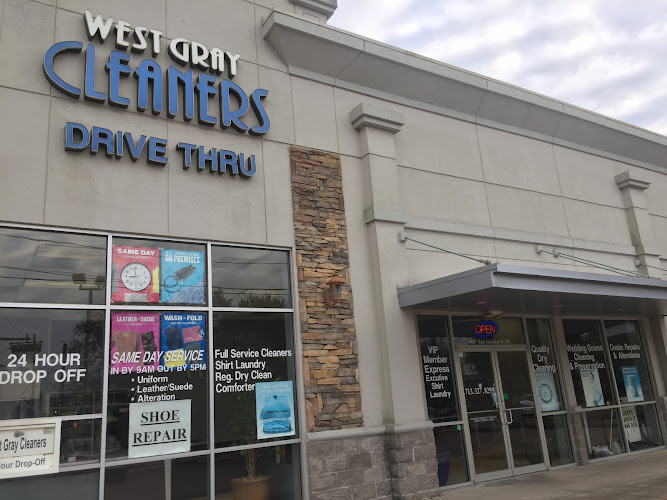 WEST GRAY
CLEANERS
DRIVE THRU
SAME DAY
ON PREMISES
LEATHER-SUEDE
WASH-FOLD
24 HOUR
DROP OFF
SAME DAY SERVICE
IN BY 9AM OUT BY 5PM
• Uniform
• Leather/Suede
• Alteration
SHOE
REPAIR
Full Service Cleaners
Shirt Laundry
Reg. Dry Clean
Comforter
Gray Cleaners
Drop-Off
OPEN
VIP
Member
Express
Executive
Shirt
Laundry
Quality
Dry
Cleaning
Wedding Gowns
Cleaning
& Preservation
Onsite Repairs
& Alterations